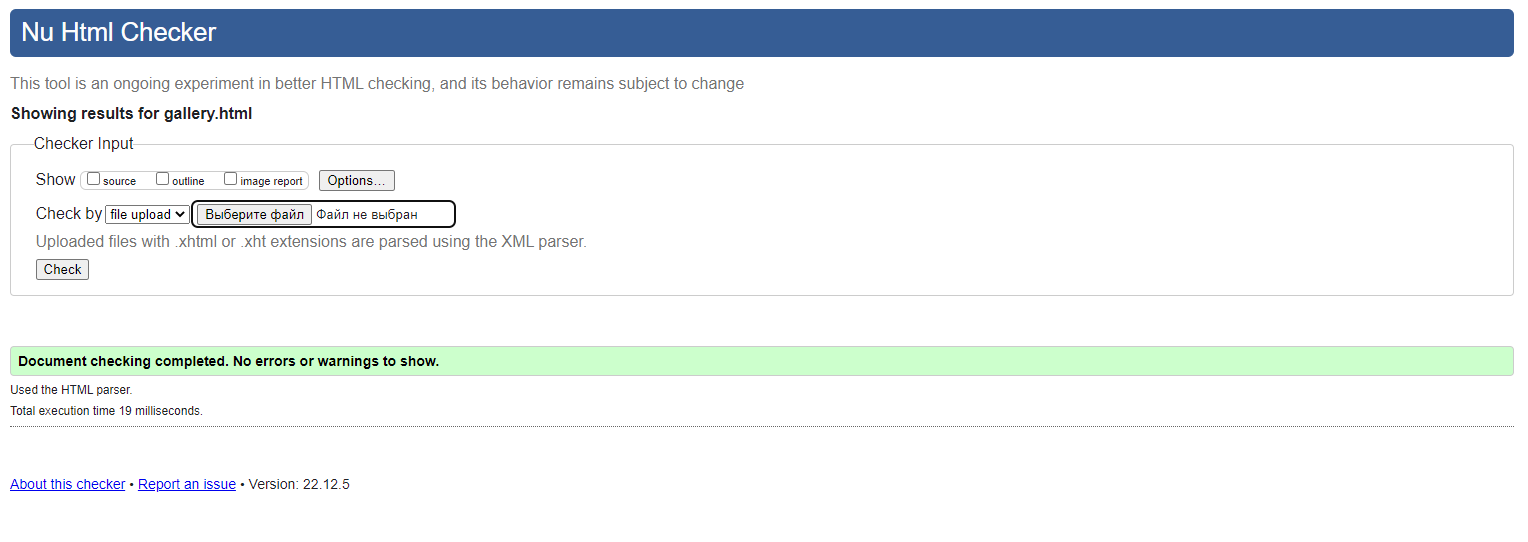 Nu Html Checker
This tool is an ongoing experiment in better HTML checking, and its behavior remains subject to change
Showing results for gallery.html
Checker Input
Show source outline image report Options...
Check by file upload Выберите файл Файл не выбран
Uploaded files with .xhtml or .xht extensions are parsed using the XML parser.
Check
Document checking completed. No errors or warnings to show.
Used the HTML parser.
Total execution time 19 milliseconds.
About this checker • Report an issue • Version: 22.12.5